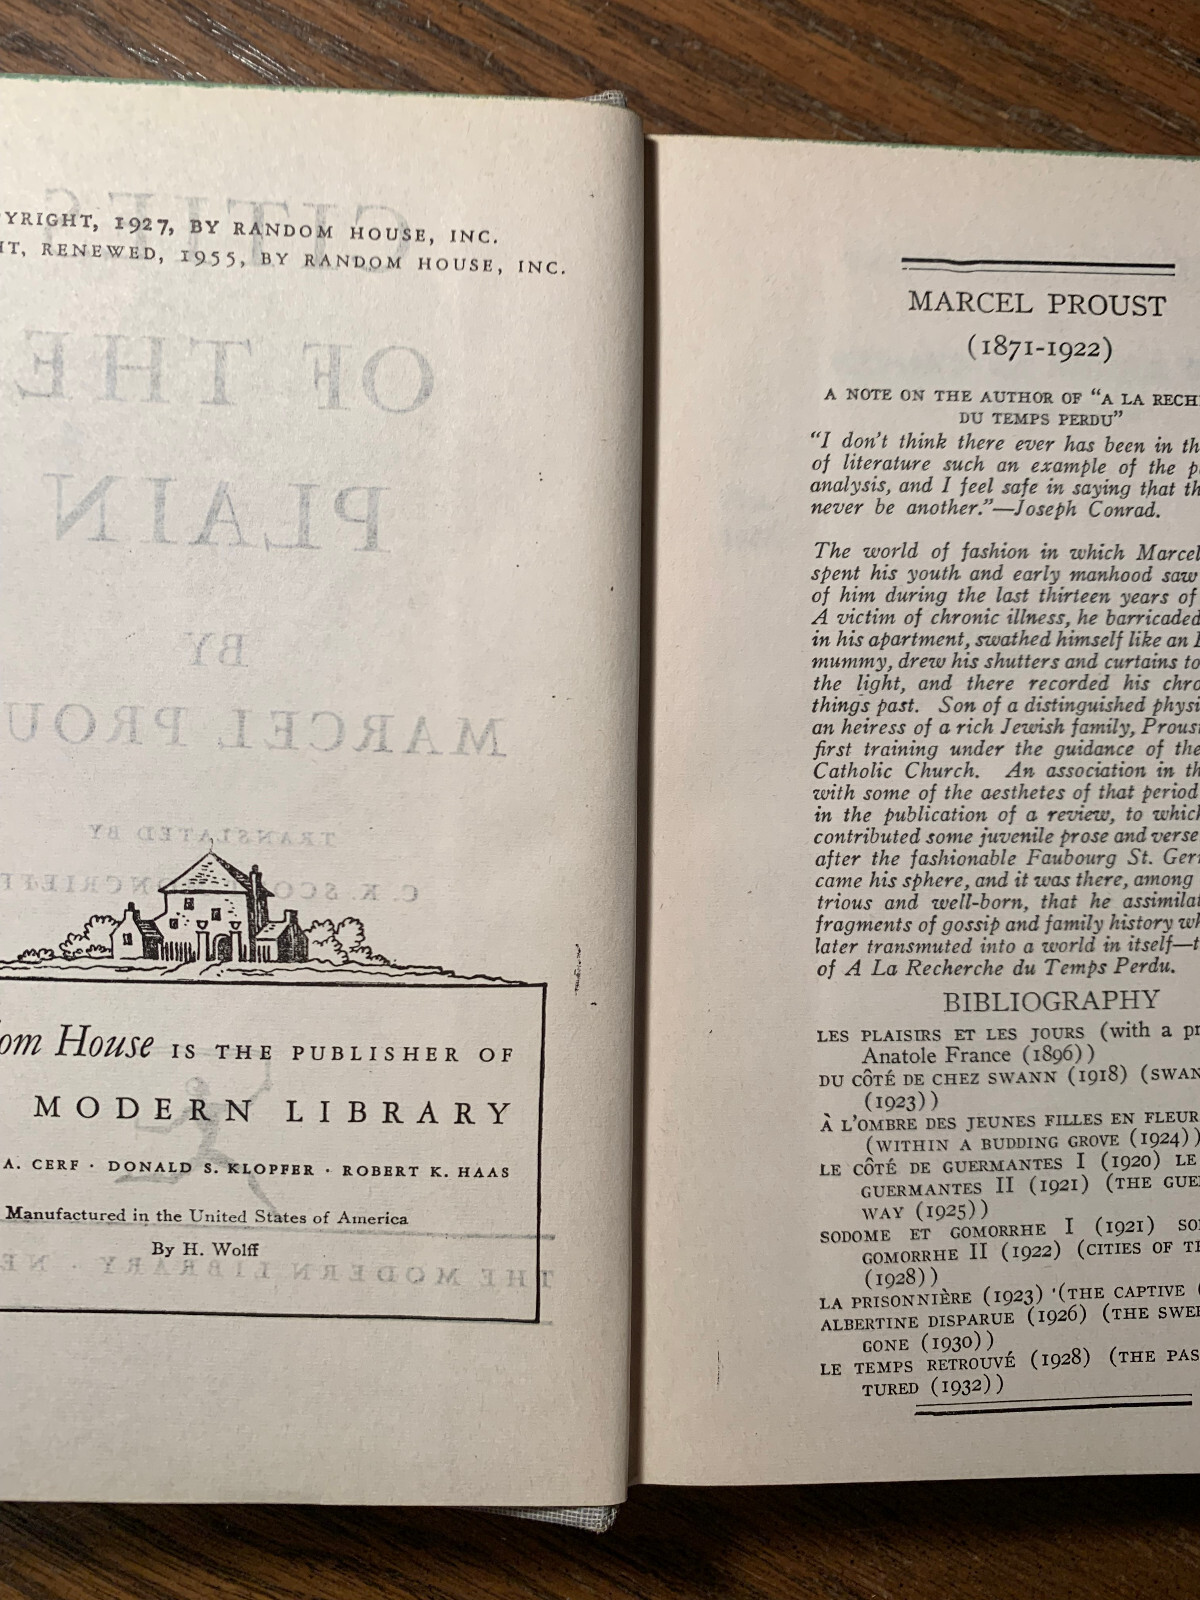 YRIGHT, 1927, BY RANDOM HOUSE, INC.
HT, RENEWED, 1955, BY RANDOM HOUSE, INC.
om House IS THE PUBLISHER OF
MODERN LIBRARY
A. CERF · DONALD S. KLOPFER · ROBERT K. HAAS
Manufactured in the United States of America
By H. Wolff
MARCEL PROUST
(1871-1922)
A NOTE ON THE AUTHOR OF "A LA RECH
DU TEMPS PERDU"
"I don't think there ever has been in th
of literature such an example of the p
analysis, and I feel safe in saying that th
never be another."—Joseph Conrad.
The world of fashion in which Marcel
spent his youth and early manhood saw
of him during the last thirteen years of
A victim of chronic illness, he barricaded
in his apartment, swathed himself like an
mummy, drew his shutters and curtains to
the light, and there recorded his chro
things past. Son of a distinguished physi
an heiress of a rich Jewish family, Prous
first training under the guidance of the
Catholic Church. An association in th
with some of the aesthetes of that period
in the publication of a review, to which
contributed some juvenile prose and verse
after the fashionable Faubourg St. Ger
came his sphere, and it was there, among
trious and well-born, that he assimilat
fragments of gossip and family history wh
later transmuted into a world in itself—t
of A La Recherche du Temps Perdu.
BIBLIOGRAPHY
LES PLAISIRS ET LES JOURS (with a pr
Anatole France (1896))
DU CÔTÉ DE CHEZ SWANN (1918) (SWAN
(1923))
À L'OMBRE DES JEUNES FILLES EN FLEUR
(WITHIN A BUDDING GROVE (1924))
LE CÔTÉ DE GUERMANTES I (1920) LE
GUERMANTES II (1921) (THE GUE
WAY (1925))
SODOME ET GOMORRHE I (1921) SO
GOMORRHE II (1922) (CITIES OF T
(1928))
LA PRISONNIÈRE (1923) (THE CAPTIVE (
ALBERTINE DISPARUE (1926) (THE SWE
GONE (1930))
LE TEMPS RETROUVÉ (1928) (THE PAS
TURED (1932))